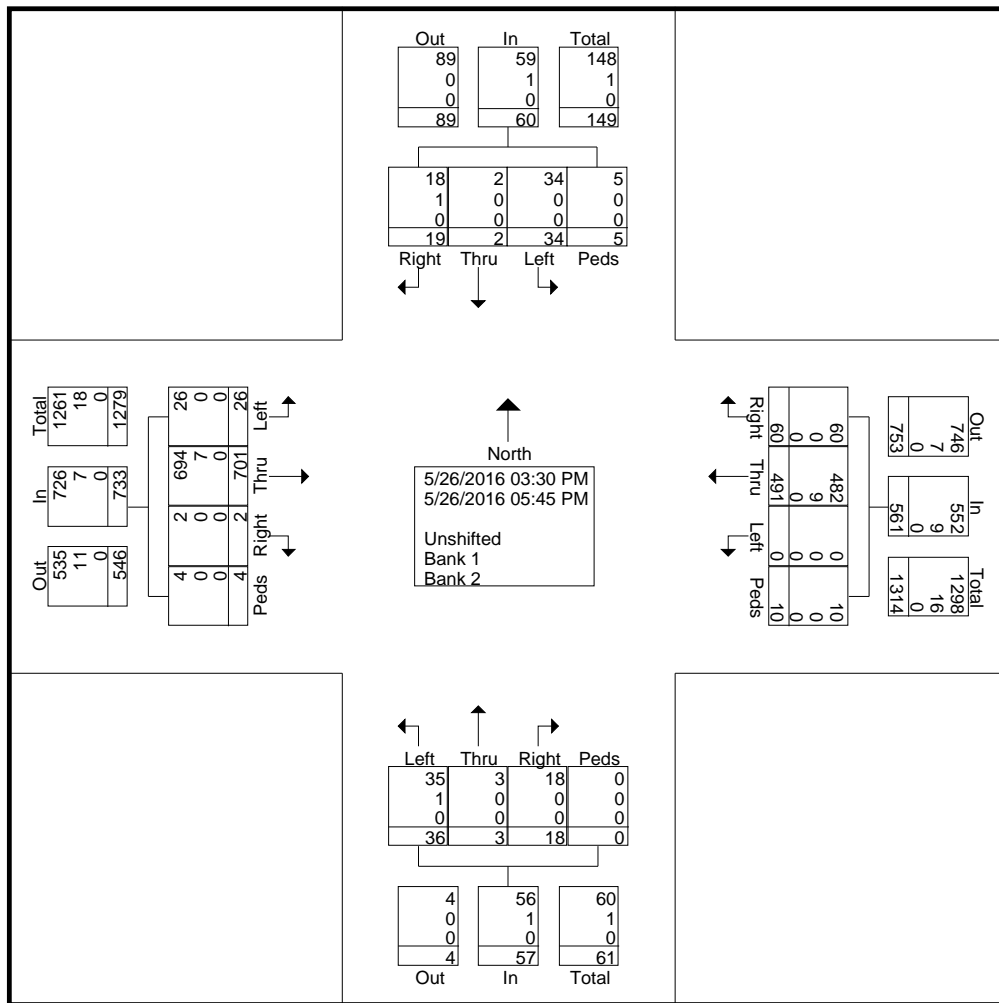 Out In Total
89 59 148
0 1 1
0 0 0
89 60 149
18 2 34 5
1 0 0 0
0 0 0 0
19 2 34 5
Right Thru Left Peds
Total
1261
18
0
1279
In
726
7
0
733
Out
535
11
0
546
26
0
0
26
Left
694
7
0
701
Thru
2
0
0
2
Right
4
0
0
4
Peds
North
5/26/2016 03:30 PM
5/26/2016 05:45 PM
Unshifted
Bank 1
Bank 2
Right
60
0
0
60
Thru
482
9
0
491
Left
0
0
0
0
Peds
10
0
0
10
Out
746
7
0
753
In
552
9
0
561
Total
1298
16
0
1314
Left Thru Right Peds
35 3 18 0
1 0 0 0
0 0 0 0
36 3 18 0
4 56 60
0 1 1
0 0 0
4 57 61
Out In Total